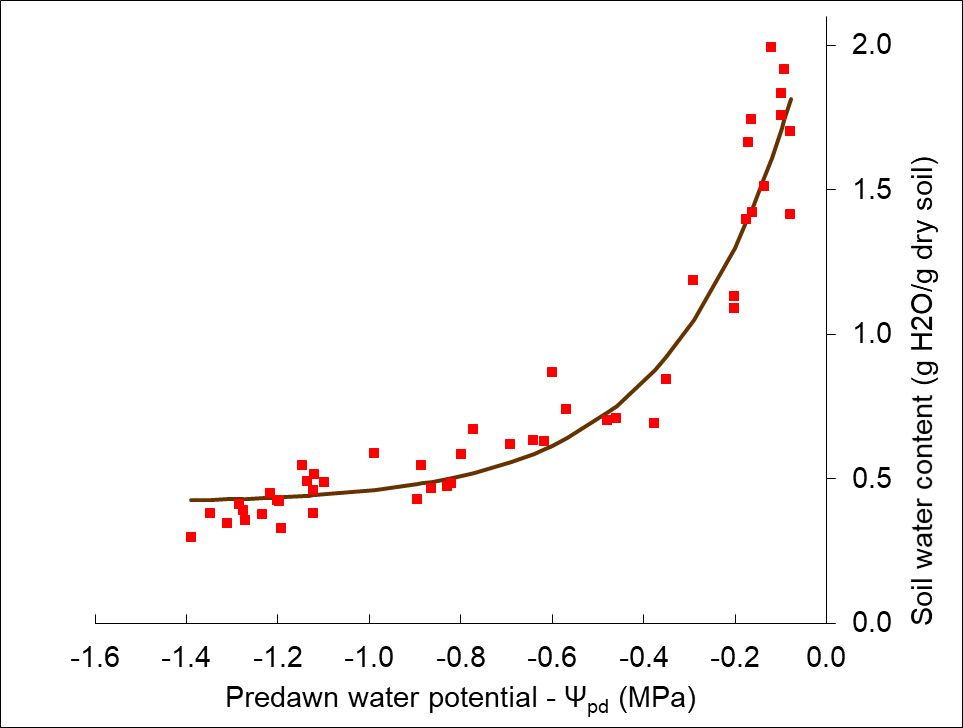 2.0
1.5
1.0
0.5
0.0
Soil water content (g H2O/g dry soil)
-1.6 -1.4 -1.2 -1.0 -0.8 -0.6 -0.4 -0.2 0.0
Predawn water potential - Ψpd (MPa)